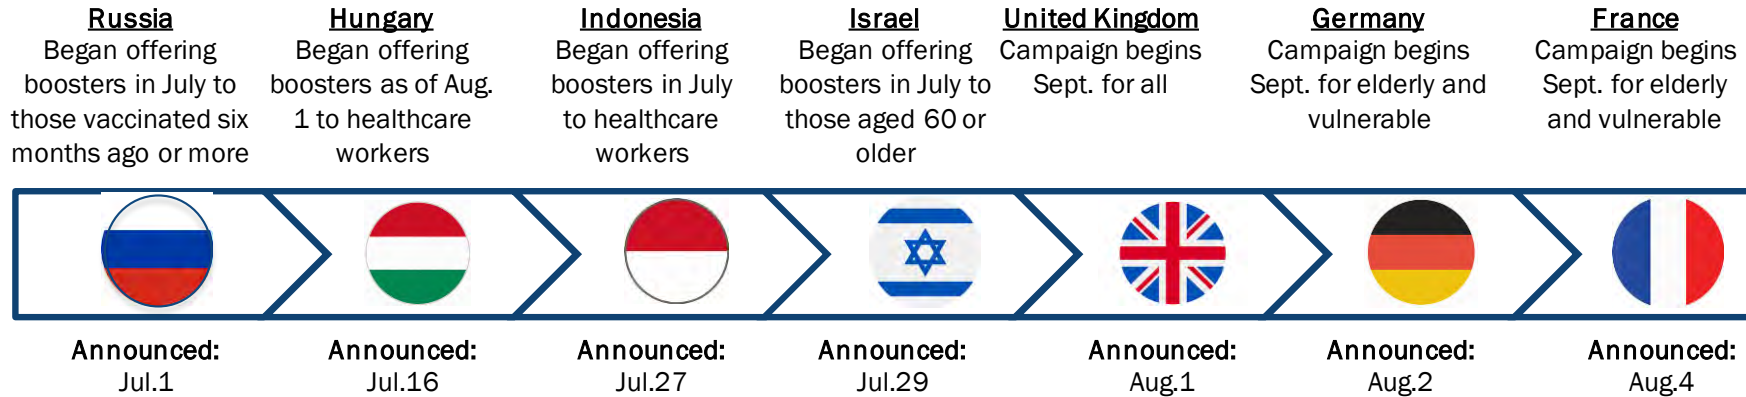 Russia
Began offering
boosters in July to
those vaccinated six
months ago or more
Hungary
Began offering
boosters as of Aug.
1 to healthcare
workers
Indonesia
Began offering
boosters in July
to healthcare
workers
Israel
Began offering
boosters in July to
those aged 60 or
older
United Kingdom
Campaign begins
Sept. for all
Germany
Campaign begins
Sept. for elderly and
vulnerable
France
Campaign begins
Sept. for elderly
and vulnerable
Announced:
Jul.1
Announced:
Jul.16
Announced:
Jul.27
Announced:
Jul.29
Announced:
Aug.1
Announced:
Aug.2
Announced:
Aug.4